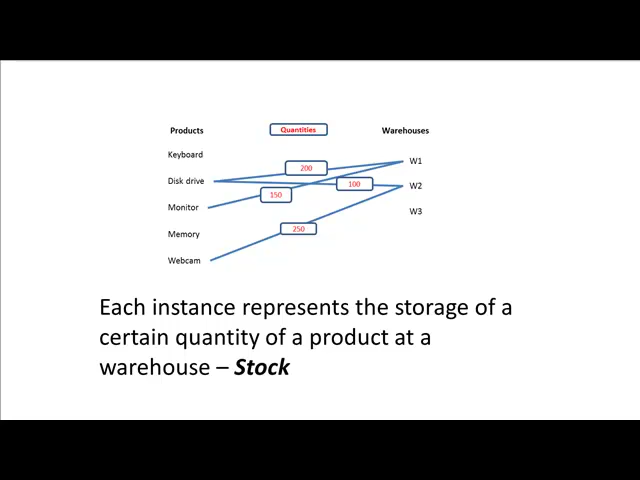 Products Quantities Warehouses
Keyboard
W1
200
Disk drive
100
W2
150
Monitor
W3
250
Memory
Webcam
Each instance represents the storage of a
certain quantity of a product at a
warehouse – Stock